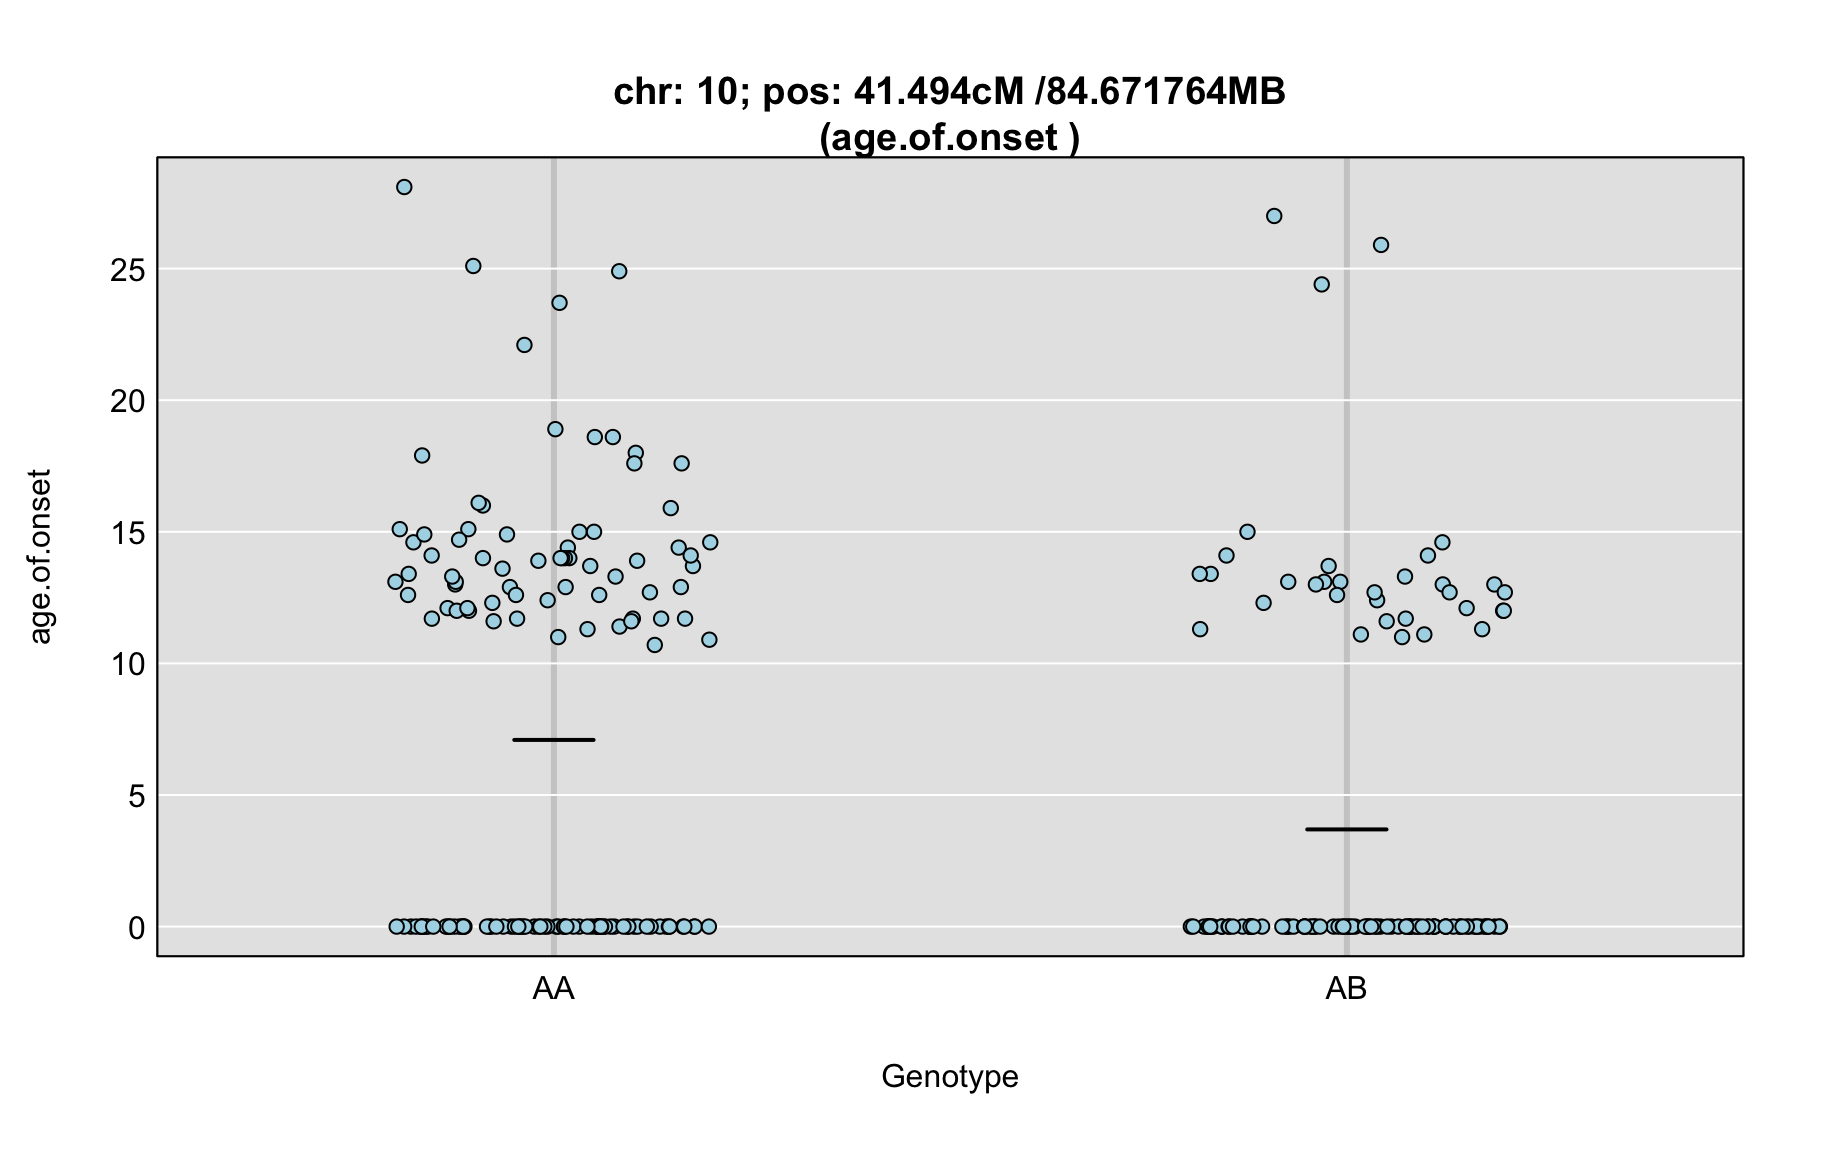 chr: 10; pos: 41.494cM /84.671764MB
(age.of.onset )
age.of.onset
25
20
15
10
5
0
AA
AB
Genotype